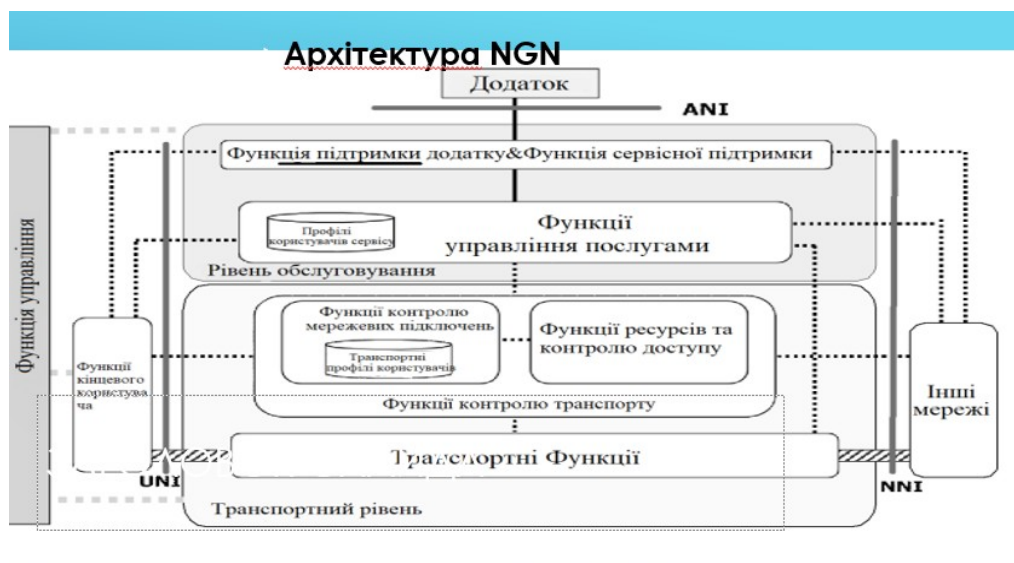 Архітектура NGN
Додаток
ANI
Функція підтримки додатку&Функція сервісної підтримки
Профілі
користувачів сервісу
Функції
управління послугами
Рівень обслуговування
Функція управління
Функції контролю
мережевих підключень
Транспортні
профілі користувачів
Функції ресурсів та
контролю доступу
Функції контролю транспорту
Функції
кінцевого
користува
ча
Інші
мережі
Транспортні Функції
UNI
NNI
Транспортний рівень